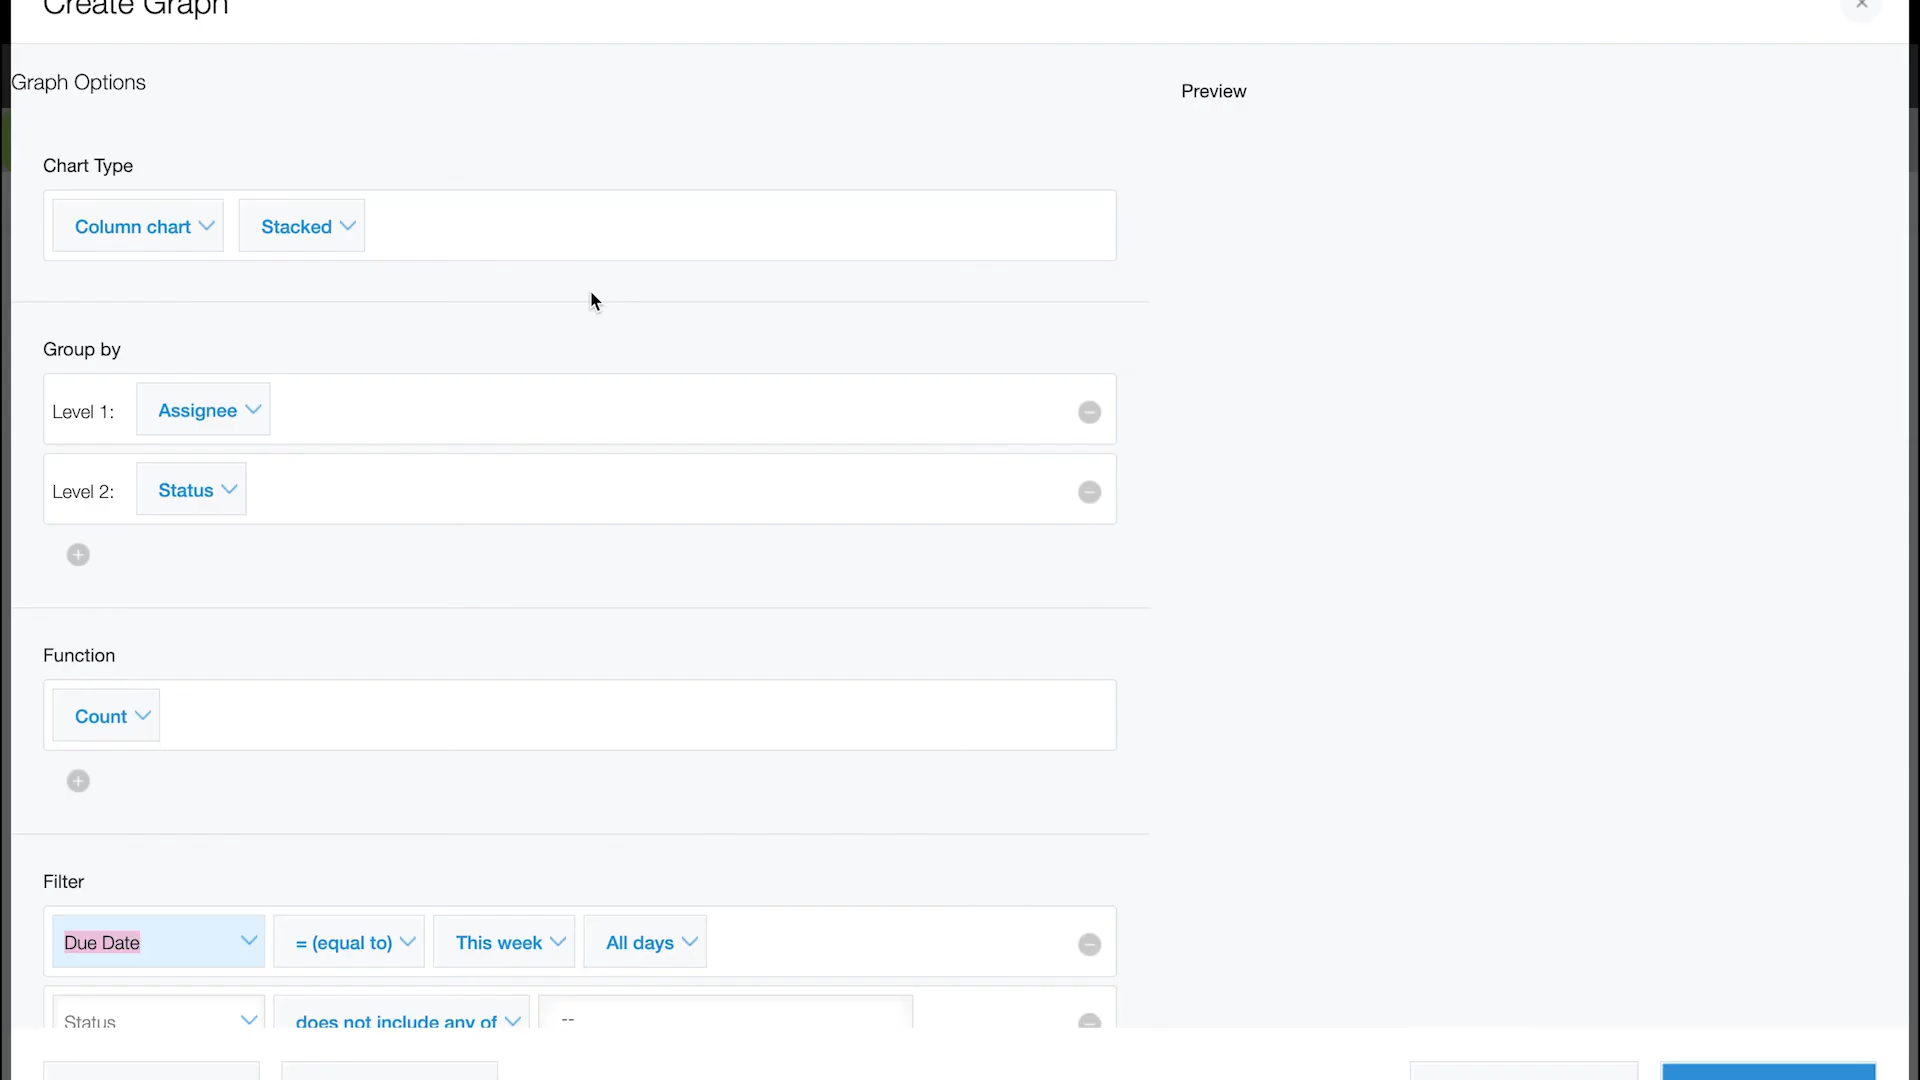 Create Graph
Graph Options
Preview
Chart Type
Column chart Stacked
Group by
Level 1: Assignee
Level 2: Status
Function
Count
Filter
Due Date = (equal to) This week All days
Status does not include any of --